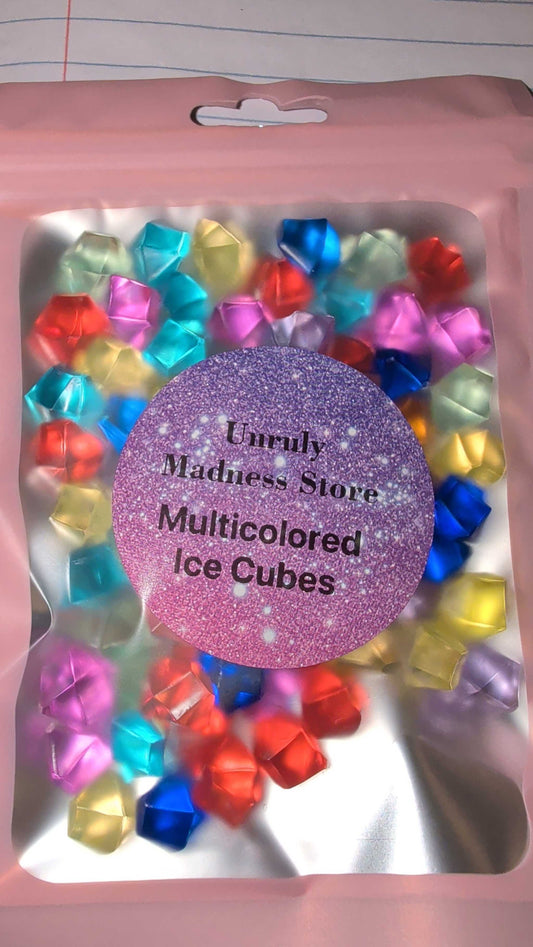 Unruly
Madness Store
Multicolored
Ice Cubes